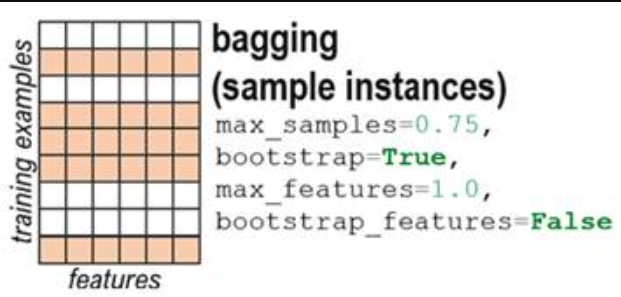 training examples
features
bagging
(sample instances)
max_samples=0.75,
bootstrap=True,
max_features=1.0,
bootstrap_features=False